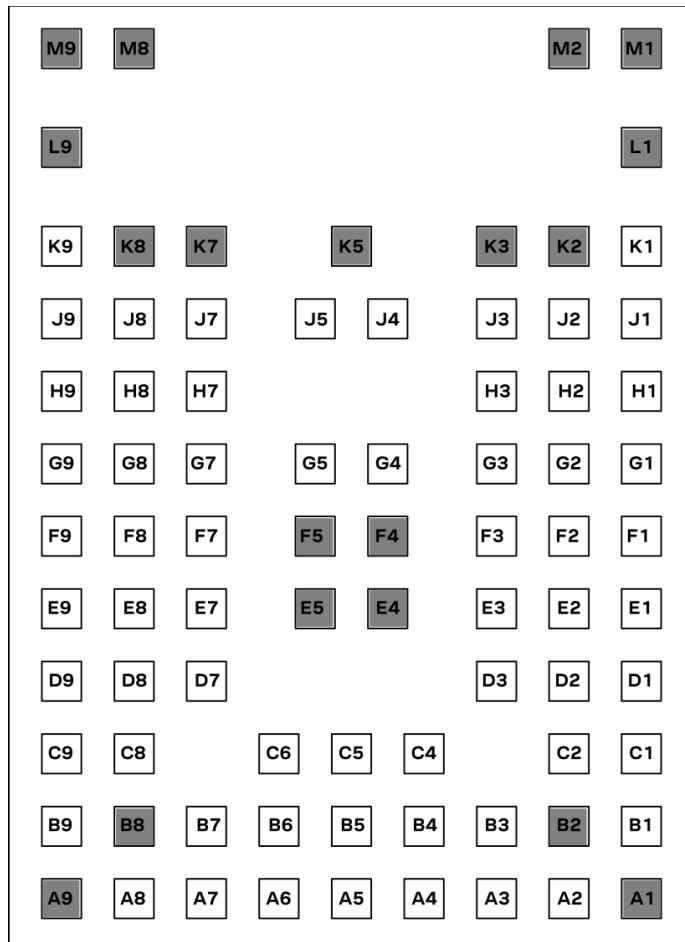 M9 M8 M2 M1
L9 L1
K9 K8 K7 K5 K3 K2 K1
J9 J8 J7 J5 J4 J3 J2 J1
H9 H8 H7 H3 H2 H1
G9 G8 G7 G5 G4 G3 G2 G1
F9 F8 F7 F5 F4 F3 F2 F1
E9 E8 E7 E5 E4 E3 E2 E1
D9 D8 D7 D3 D2 D1
C9 C8 C6 C5 C4 C2 C1
B9 B8 B7 B6 B5 B4 B3 B2 B1
A9 A8 A7 A6 A5 A4 A3 A2 A1